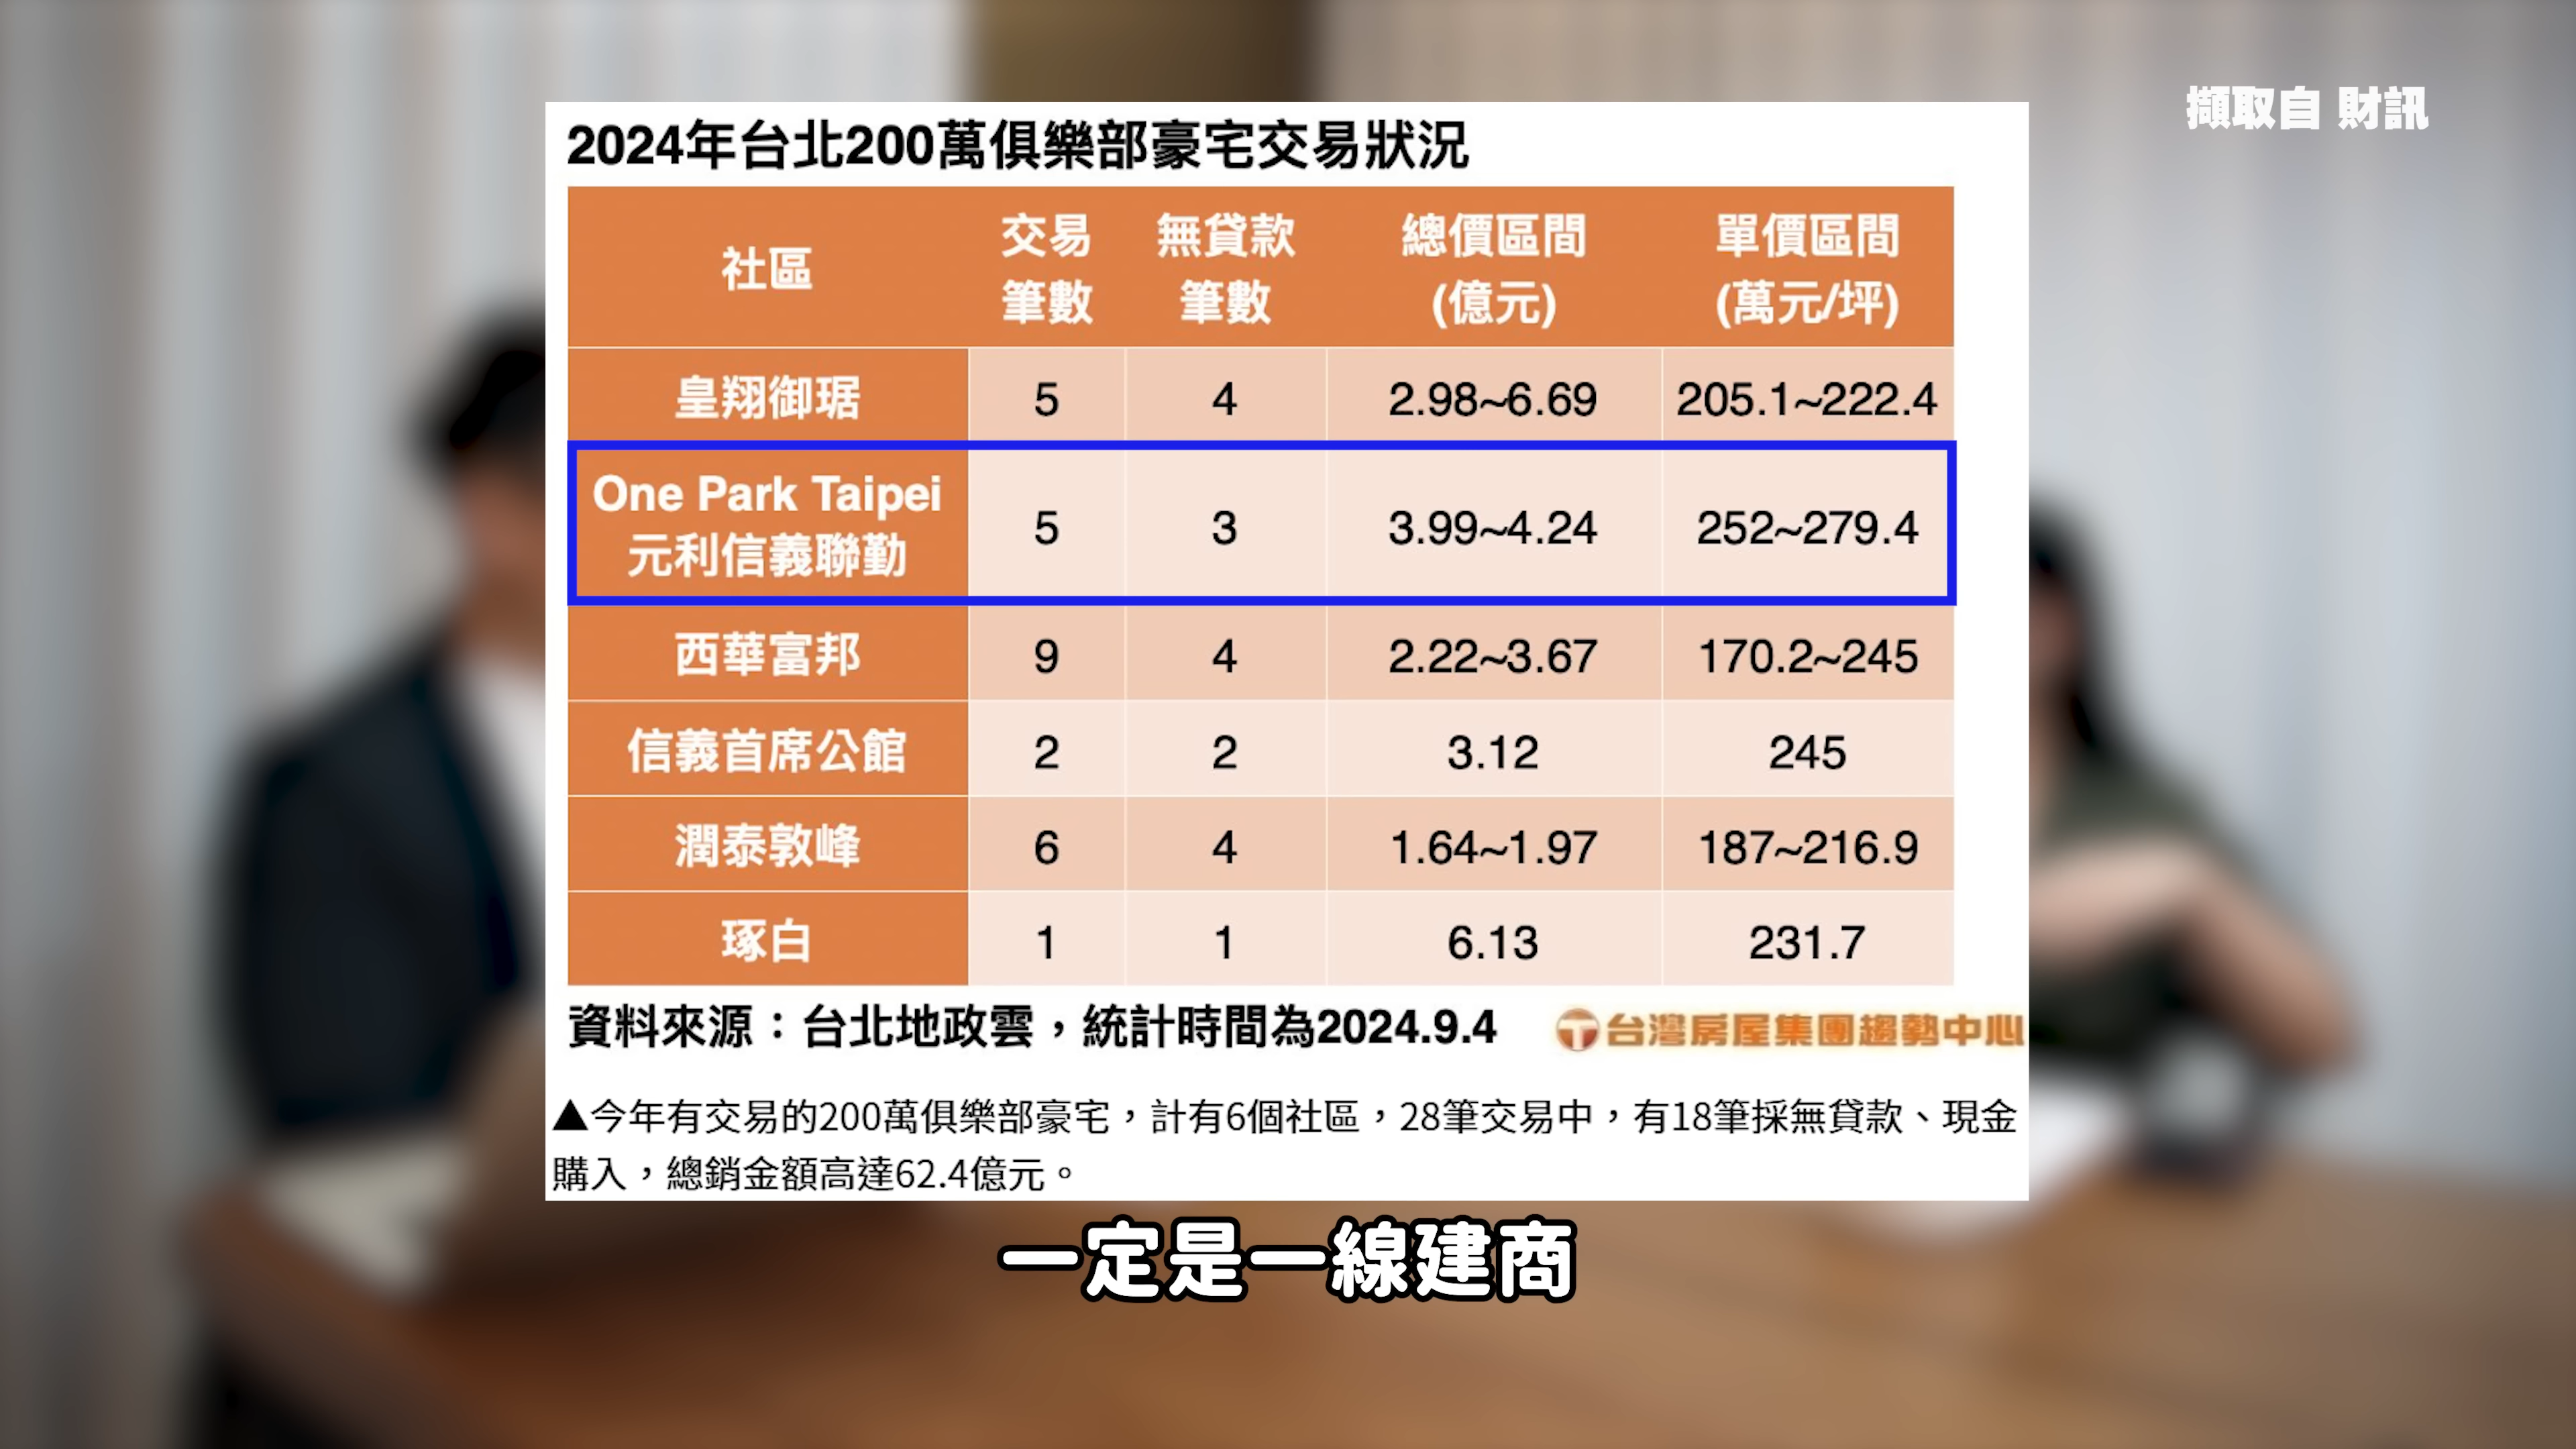 擷取自 財訊
2024年台北200萬俱樂部豪宅交易狀況
社區 交易筆數 無貸款筆數 總價區間(億元) 單價區間(萬元/坪)
皇翔御琚 5 4 2.98~6.69 205.1~222.4
One Park Taipei 元利信義聯勤 5 3 3.99~4.24 252~279.4
西華富邦 9 4 2.22~3.67 170.2~245
信義首席公館 2 2 3.12 245
潤泰敦峰 6 4 1.64~1.97 187~216.9
琢白 1 1 6.13 231.7
資料來源：台北地政雲，統計時間為2024.9.4 台灣房屋集團趨勢中心
▲今年有交易的200萬俱樂部豪宅，計有6個社區，28筆交易中，有18筆採無貸款、現金
購入，總銷金額高達62.4億元。
一定是一線建商